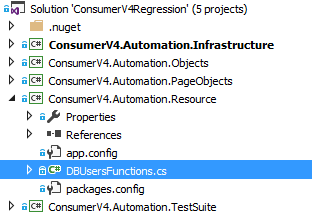 Solution 'ConsumerV4Regression' (5 projects)
.nuget
C# ConsumerV4.Automation.Infrastructure
C# ConsumerV4.Automation.Objects
C# ConsumerV4.Automation.PageObjects
C# ConsumerV4.Automation.Resource
Properties
References
app.config
C# DBUsersFunctions.cs
packages.config
C# ConsumerV4.Automation.TestSuite